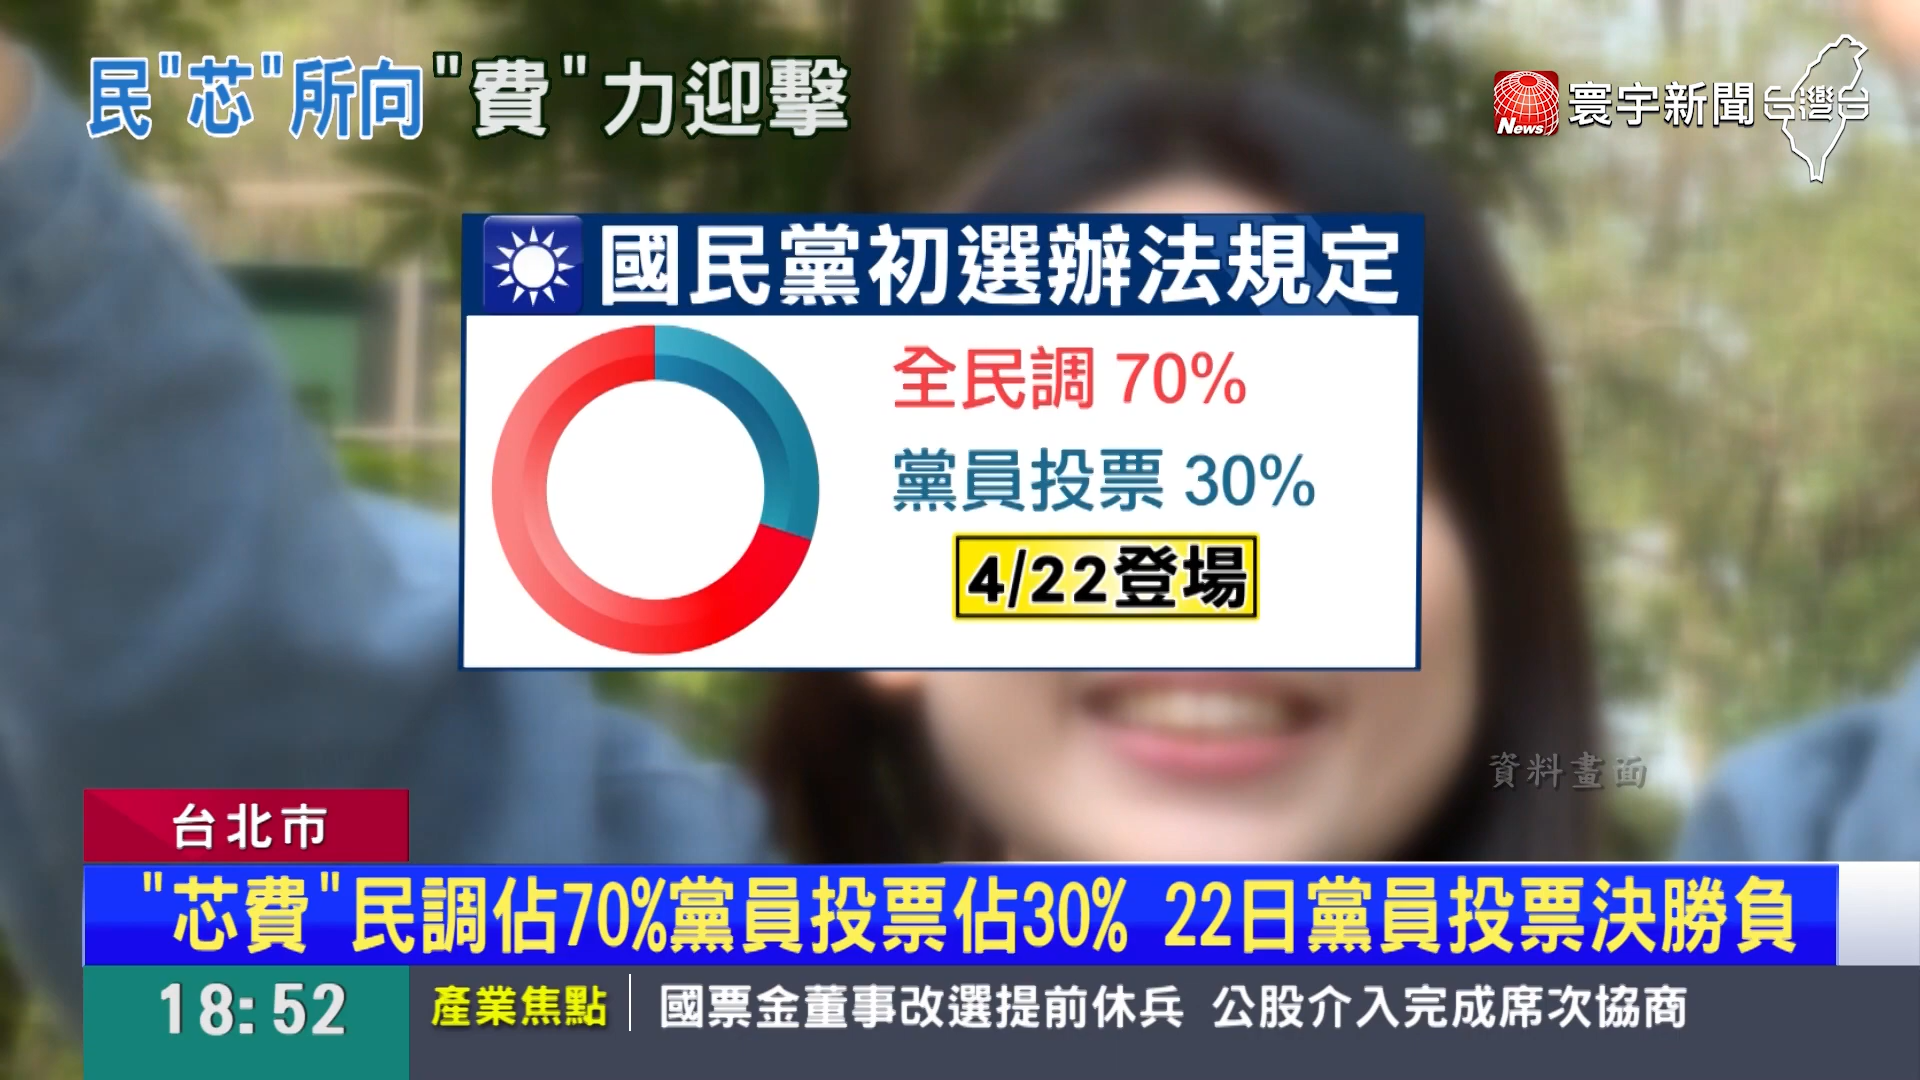 民"芯"所向"費"力迎擊
News 寰宇新聞 台灣
國民黨初選辦法規定
全民調 70%
黨員投票 30%
4/22登場
資料畫面
台北市
"芯費"民調佔70%黨員投票佔30% 22日黨員投票決勝負
18:52 產業焦點 國票金董事改選提前休兵 公股介入完成席次協商